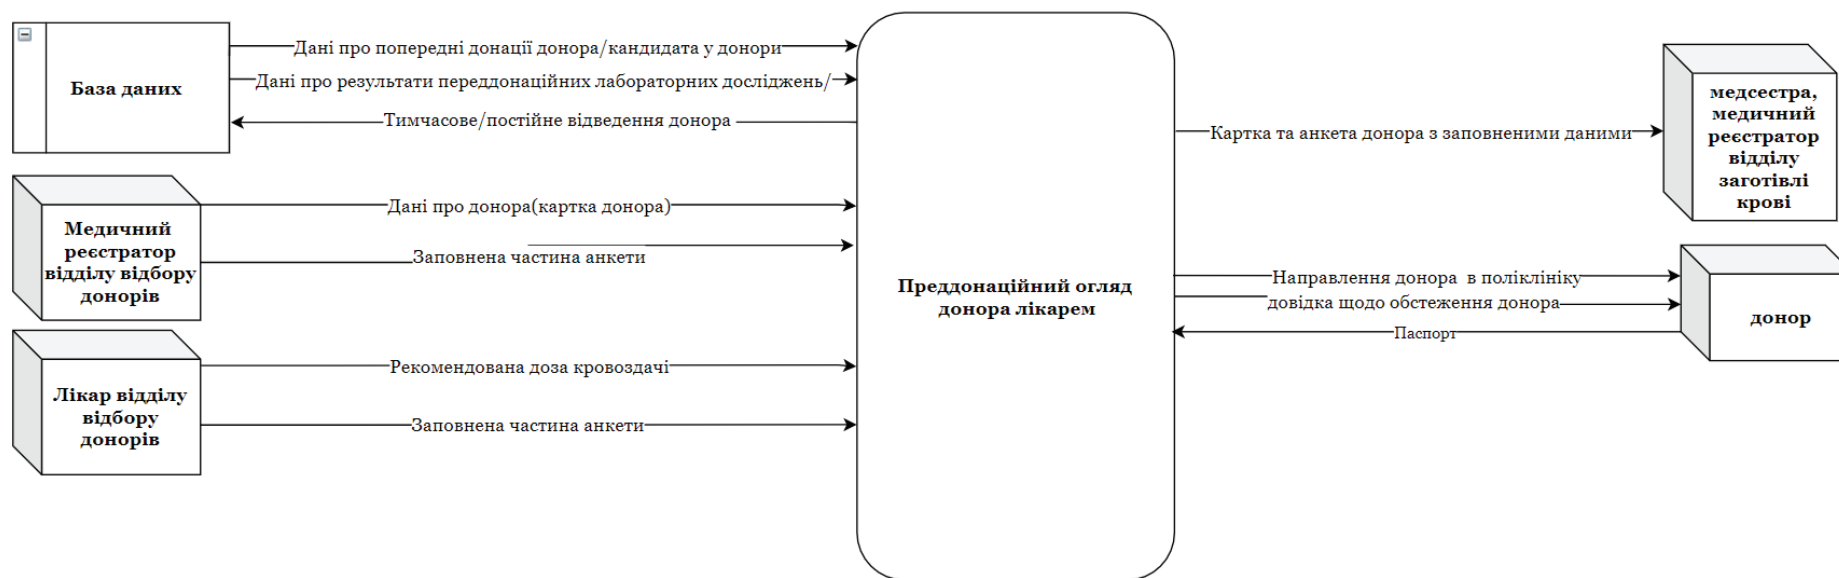 База даних
Дані про попередні донації донора/кандидата у донори
Дані про результати переддонаційних лабораторних досліджень/
Тимчасове/постійне відведення донора
Медичний
реєстратор
відділу відбору
донорів
Дані про донора(картка донора)
Заповнена частина анкети
Лікар відділу
відбору
донорів
Рекомендована доза кровоздачі
Заповнена частина анкети
Преддонаційний огляд
донора лікарем
Картка та анкета донора з заповненими даними
медсестра,
медичний
реєстратор
відділу
заготівлі
крові
Направлення донора в поліклініку
довідка щодо обстеження донора
Паспорт
донор